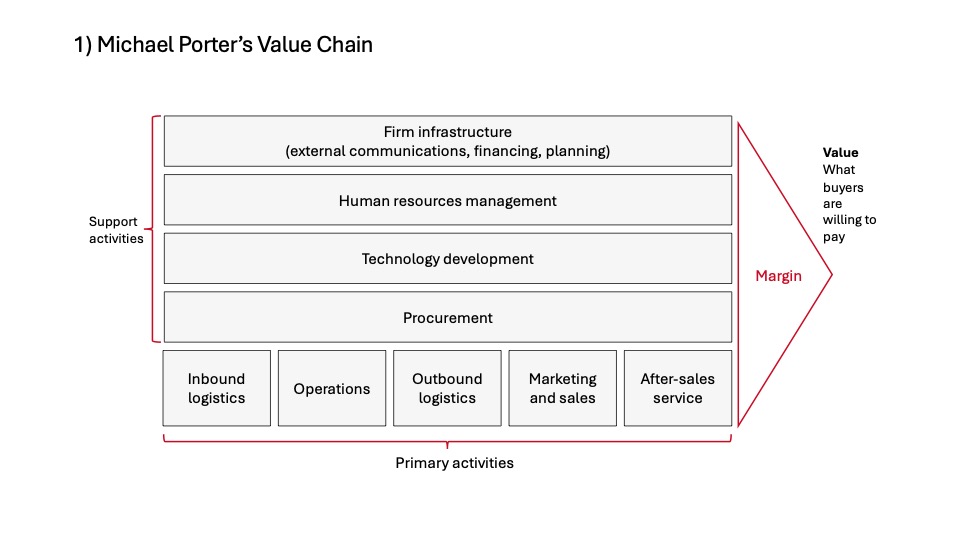 1) Michael Porter’s Value Chain
Firm infrastructure
(external communications, financing, planning)
Human resources management
Technology development
Procurement
Support
activities
Inbound
logistics
Operations
Outbound
logistics
Marketing
and sales
After-sales
service
Primary activities
Margin
Value
What
buyers
are
willing to
pay